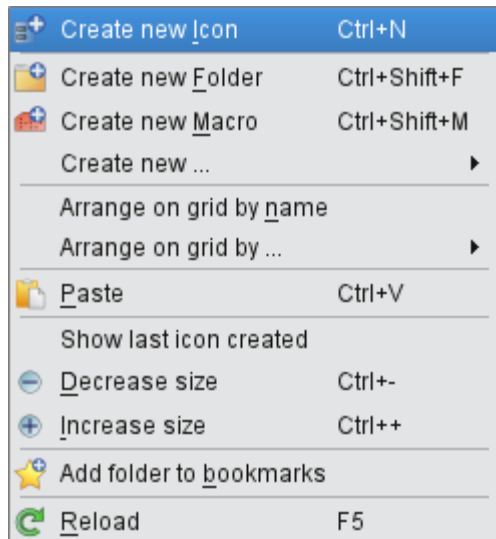 Create new Icon Ctrl+N
Create new Folder Ctrl+Shift+F
Create new Macro Ctrl+Shift+M
Create new ...
Arrange on grid by name
Arrange on grid by ...
Paste Ctrl+V
Show last icon created
Decrease size Ctrl+-
Increase size Ctrl++
Add folder to bookmarks
Reload F5